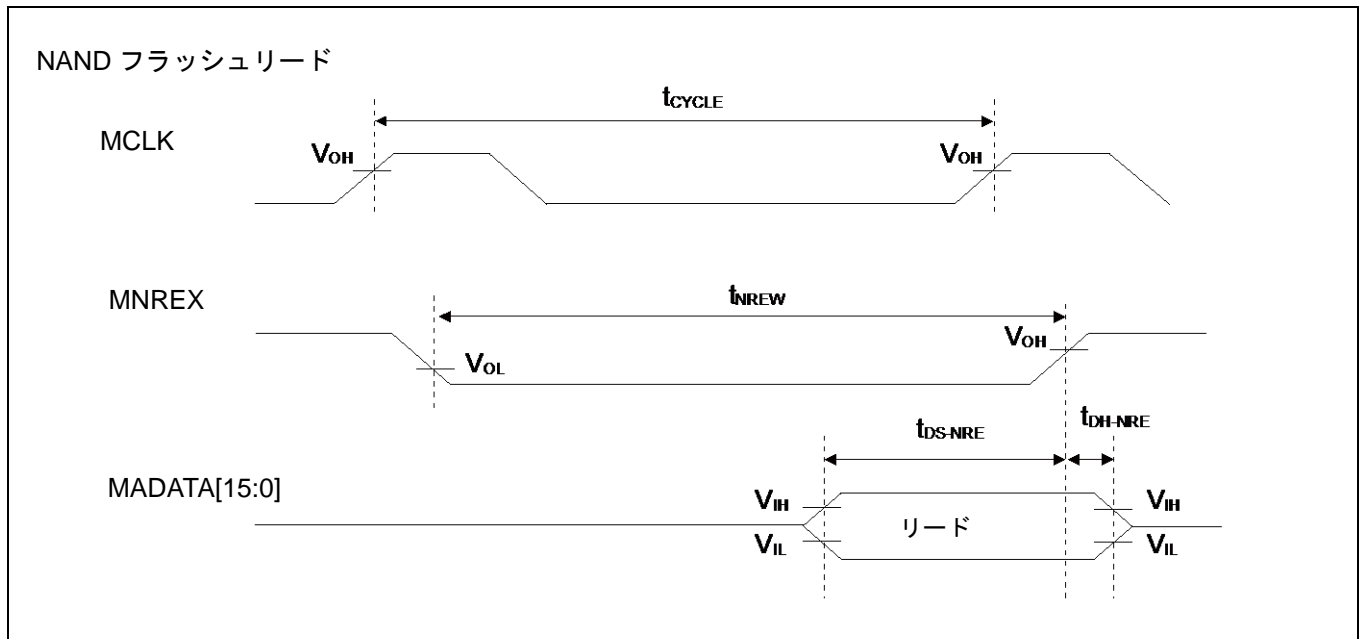 NAND フラッシュリード
tCYCLE
MCLK
VOH
VOH
MNREX
tNREW
VOH
VOL
tDS-NRE
tDH-NRE
MADATA[15:0]
VIH
リード
VIH
VIL
VIL